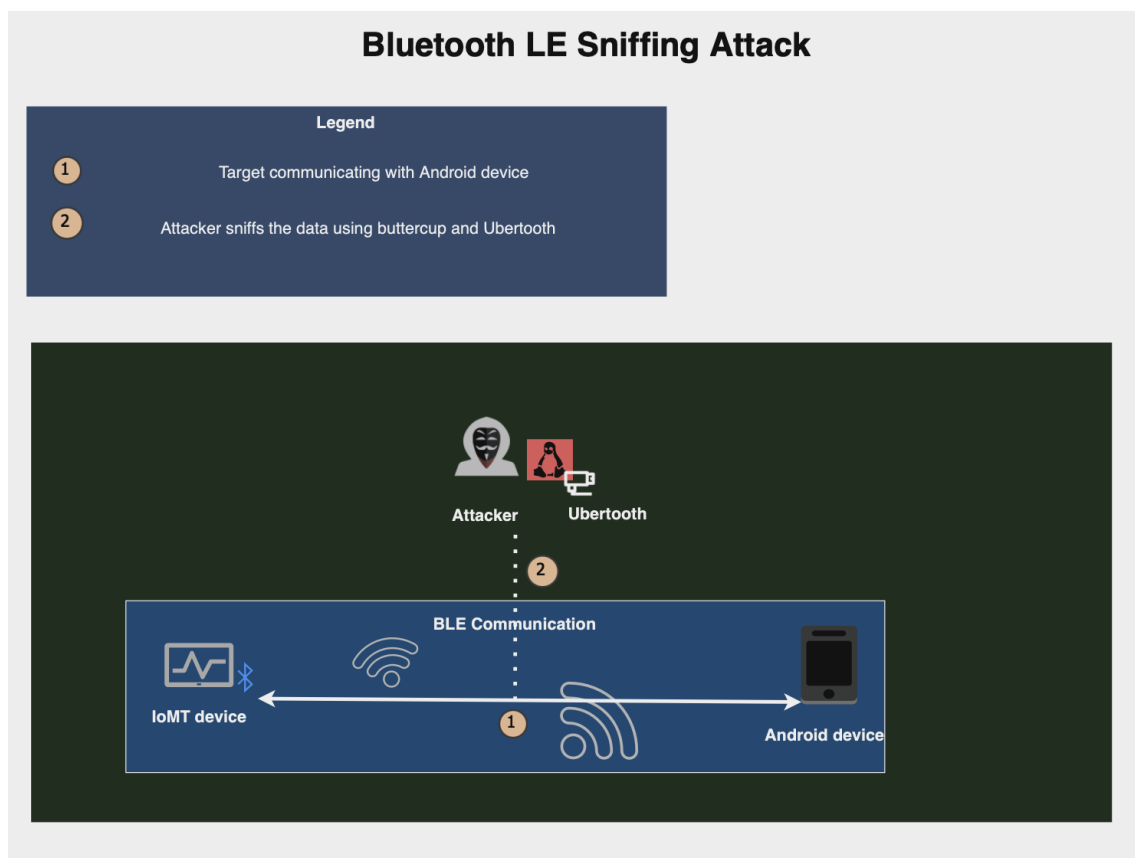 Bluetooth LE Sniffing Attack
Legend
1
Target communicating with Android device
2
Attacker sniffs the data using buttercup and Ubertooth
Attacker
Ubertooth
2
BLE Communication
IoMT device
1
Android device